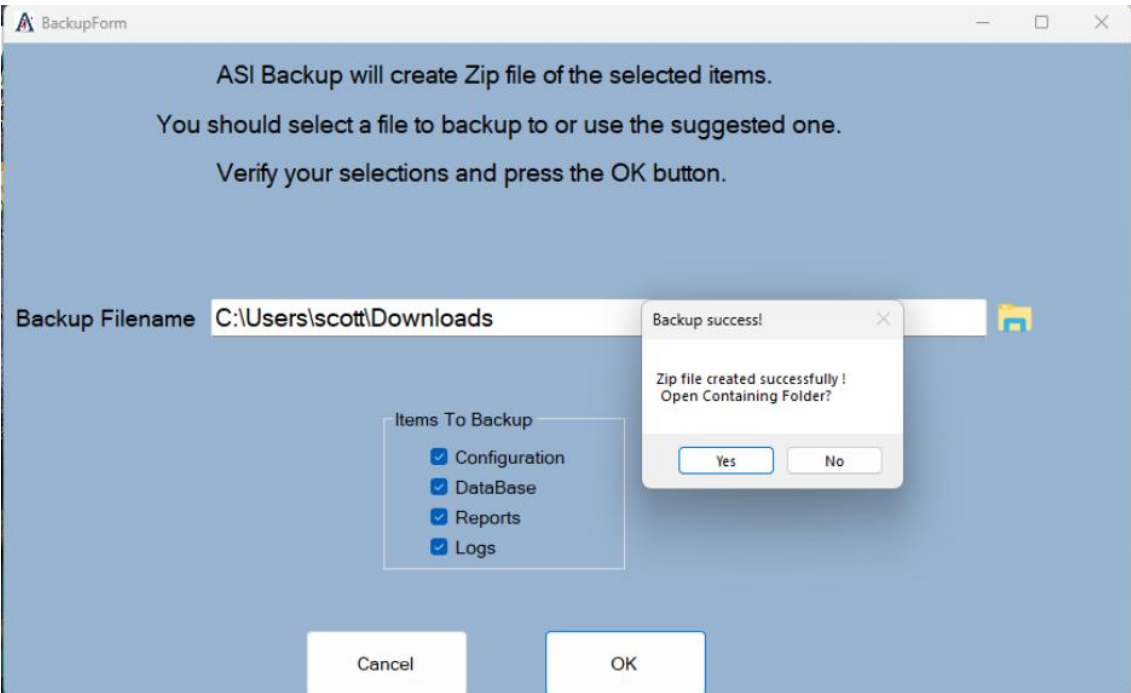 BackupForm
ASI Backup will create Zip file of the selected items.
You should select a file to backup to or use the suggested one.
Verify your selections and press the OK button.
Backup Filename C:\Users\scott\Downloads
Backup success!
Zip file created successfully !
Open Containing Folder?
Yes No
Items To Backup
Configuration
DataBase
Reports
Logs
Cancel OK